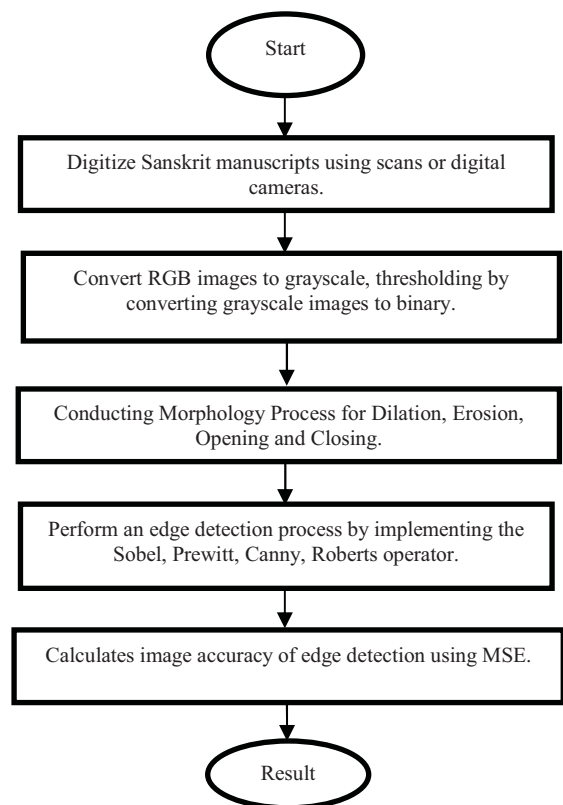 Start
Digitize Sanskrit manuscripts using scans or digital
cameras.
Convert RGB images to grayscale, thresholding by
converting grayscale images to binary.
Conducting Morphology Process for Dilation, Erosion,
Opening and Closing.
Perform an edge detection process by implementing the
Sobel, Prewitt, Canny, Roberts operator.
Calculates image accuracy of edge detection using MSE.
Result